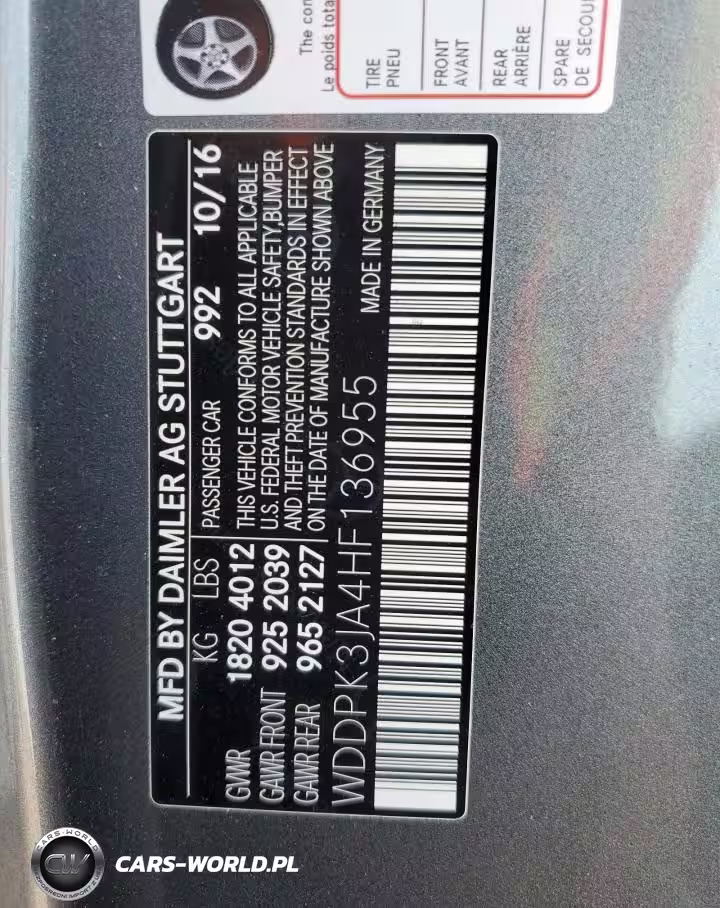 The con
Le poids tota
TIRE
PNEU
FRONT
AVANT
REAR
ARRIÈRE
SPARE
DE SECOU
MFD BY DAIMLER AG STUTTGART
KG LBS PASSENGER CAR 992 10/16
GVWR 1820 4012
GAWR FRONT 925 2039
GAWR REAR 965 2127
THIS VEHICLE CONFORMS TO ALL APPLICABLE
U.S. FEDERAL MOTOR VEHICLE SAFETY,BUMPER
AND THEFT PREVENTION STANDARDS IN EFFECT
ON THE DATE OF MANUFACTURE SHOWN ABOVE
WDDPK3JA4HF136955 MADE IN GERMANY
CARS-WORLD
CW
CARS-WORLD.PL